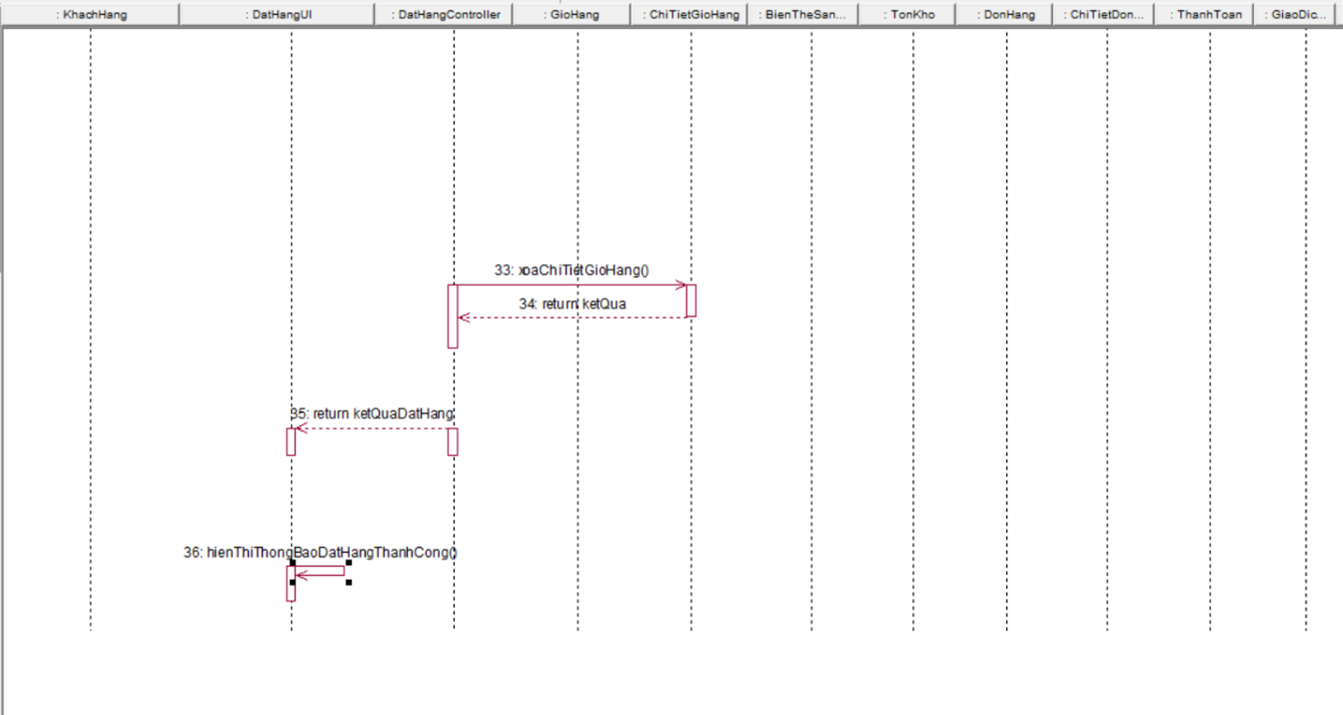 : KhachHang
: DatHangUI
: DatHangController
: GioHang
: ChiTietGioHang
: BienTheSan...
: TonKho
: DonHang
: ChiTietDon...
: ThanhToan
: GiaoDic...
33: xoaChiTietGioHang()
34: return ketQua
35: return ketQuaDatHang
36: hienThiThongBaoDatHangThanhCong()